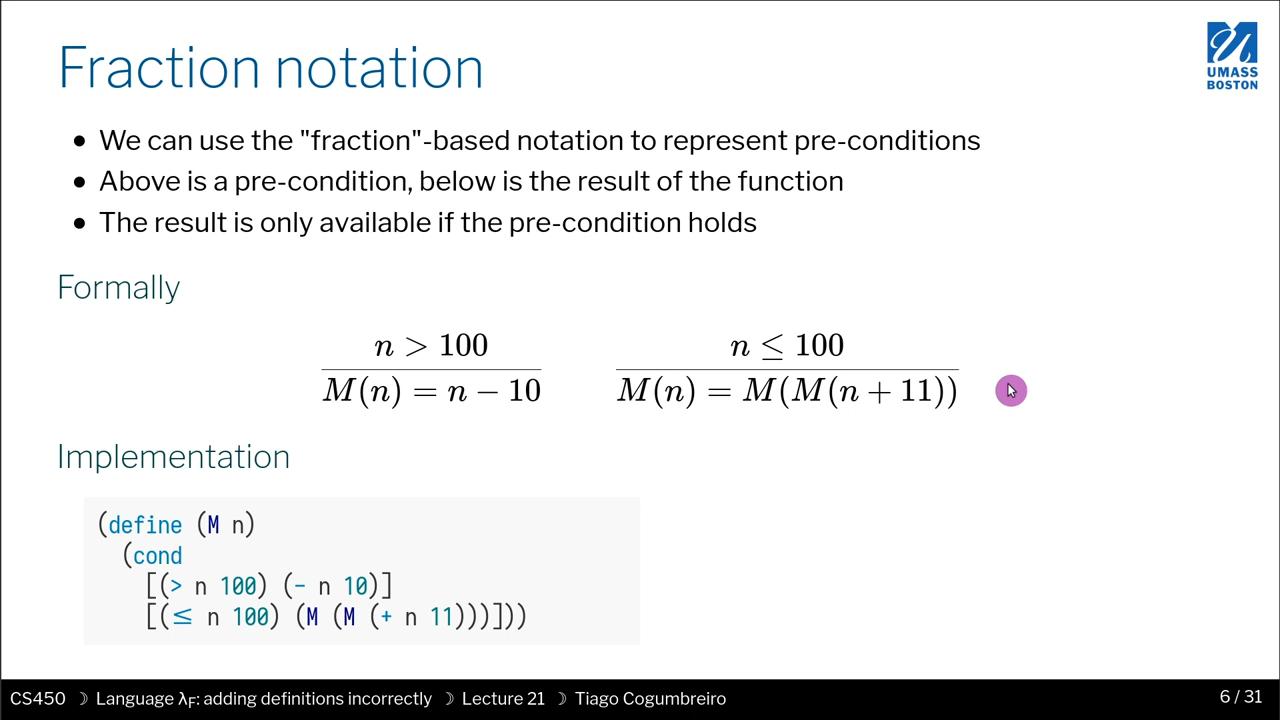 Fraction notation
UMASS
BOSTON
• We can use the "fraction"-based notation to represent pre-conditions
• Above is a pre-condition, below is the result of the function
• The result is only available if the pre-condition holds
Formally
n > 100
M(n) = n − 10
n ≤ 100
M(n) = M(M(n + 11))
Implementation
(define (M n)
(cond
[(> n 100) (- n 10)]
[(≤ n 100) (M (M (+ n 11)))]))
CS450 ☽ Language λF: adding definitions incorrectly ☽ Lecture 21 ☽ Tiago Cogumbreiro
6 / 31